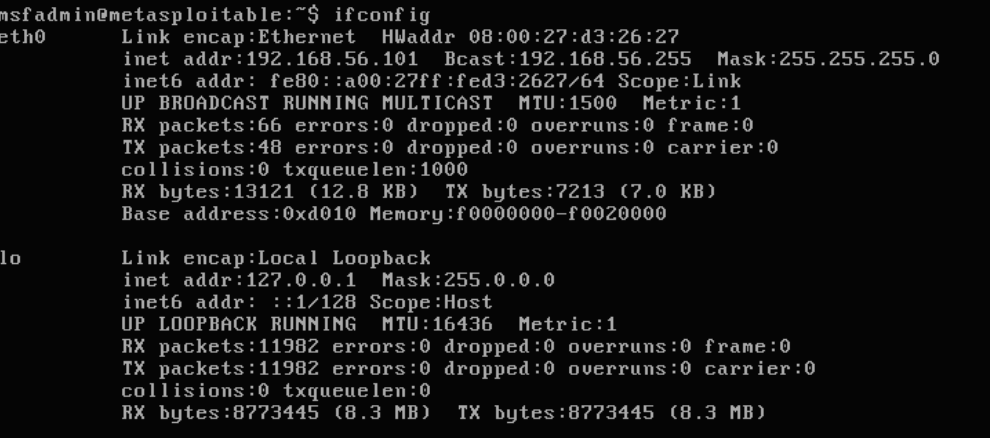 msfadmin@metasploitable:~$ ifconfig
eth0 Link encap:Ethernet HWaddr 08:00:27:d3:26:27
inet addr:192.168.56.101 Bcast:192.168.56.255 Mask:255.255.255.0
inet6 addr: fe80::a00:27ff:fed3:2627/64 Scope:Link
UP BROADCAST RUNNING MULTICAST MTU:1500 Metric:1
RX packets:66 errors:0 dropped:0 overruns:0 frame:0
TX packets:48 errors:0 dropped:0 overruns:0 carrier:0
collisions:0 txqueuelen:1000
RX bytes:13121 (12.8 KB) TX bytes:7213 (7.0 KB)
Base address:0xd010 Memory:f0000000-f0020000
lo Link encap:Local Loopback
inet addr:127.0.0.1 Mask:255.0.0.0
inet6 addr: ::1/128 Scope:Host
UP LOOPBACK RUNNING MTU:16436 Metric:1
RX packets:11982 errors:0 dropped:0 overruns:0 frame:0
TX packets:11982 errors:0 dropped:0 overruns:0 carrier:0
collisions:0 txqueuelen:0
RX bytes:8773445 (8.3 MB) TX bytes:8773445 (8.3 MB)